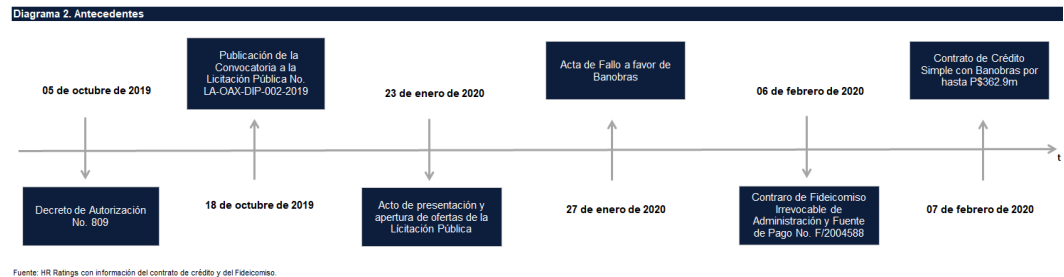 Diagrama 2. Antecedentes
05 de octubre de 2019
Publicación de la
Convocatoria a la
Licitación Pública No.
LA-OAX-DIP-002-2019
23 de enero de 2020
Acta de Fallo a favor de
Banobras
06 de febrero de 2020
Contrato de Crédito
Simple con Banobras por
hasta P$362.9m
t
Decreto de Autorización
No. 809
18 de octubre de 2019
Acto de presentación y
apertura de ofertas de la
Lícitación Pública
27 de enero de 2020
Contraro de Fideicomiso
Irrevocable de
Administración y Fuente
de Pago No. F/2004588
07 de febrero de 2020
Fuente: HR Ratings con información del contrato de crédito y del Fideicomiso.